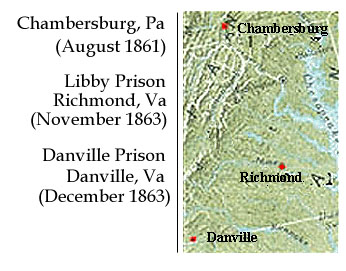 Chambersburg, Pa
(August 1861)
Libby Prison
Richmond, Va
(November 1863)
Danville Prison
Danville, Va
(December 1863)
Chambersburg
Richmond
Danville